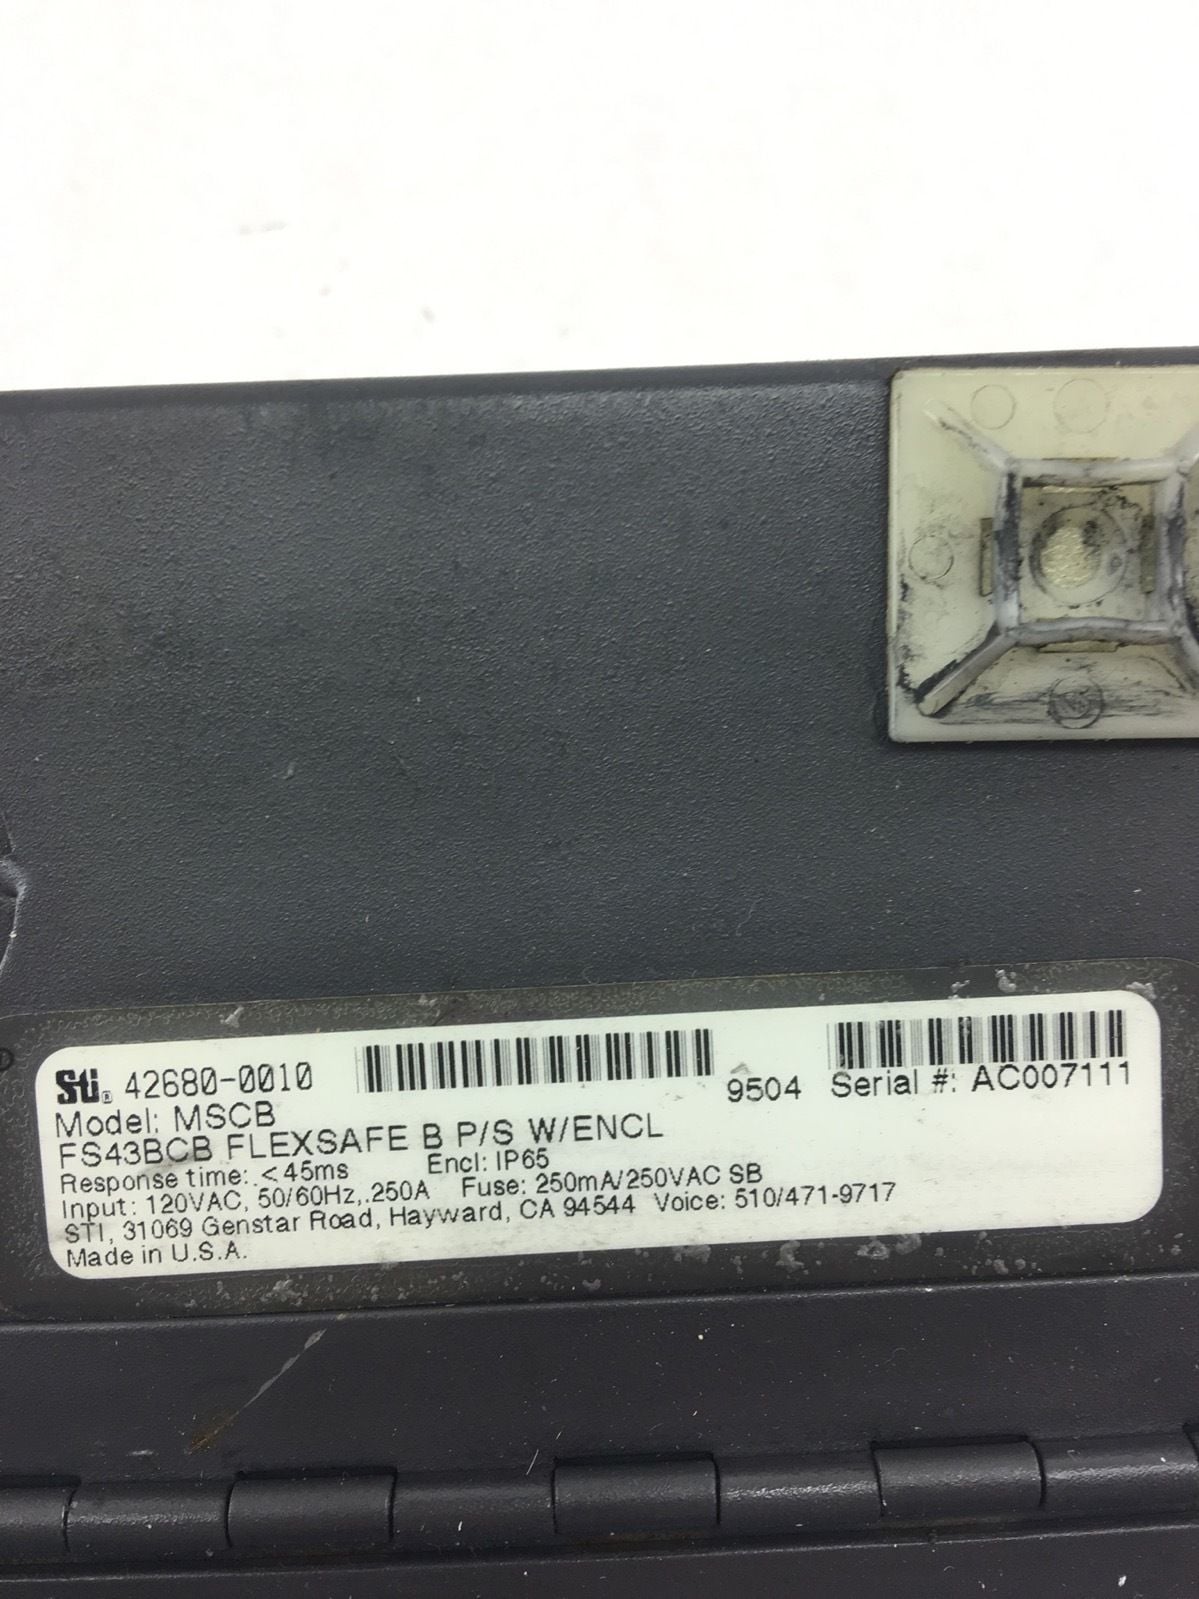 Sti® 42680-0010 9504 Serial #: AC007111
Model: MSCB
FS43BCB FLEXSAFE B P/S W/ENCL
Response time: <45ms Encl: IP65
Input: 120VAC, 50/60Hz, .250A Fuse: 250mA/250VAC SB
STI, 31069 Genstar Road, Hayward, CA 94544 Voice: 510/471-9717
Made in U.S.A.